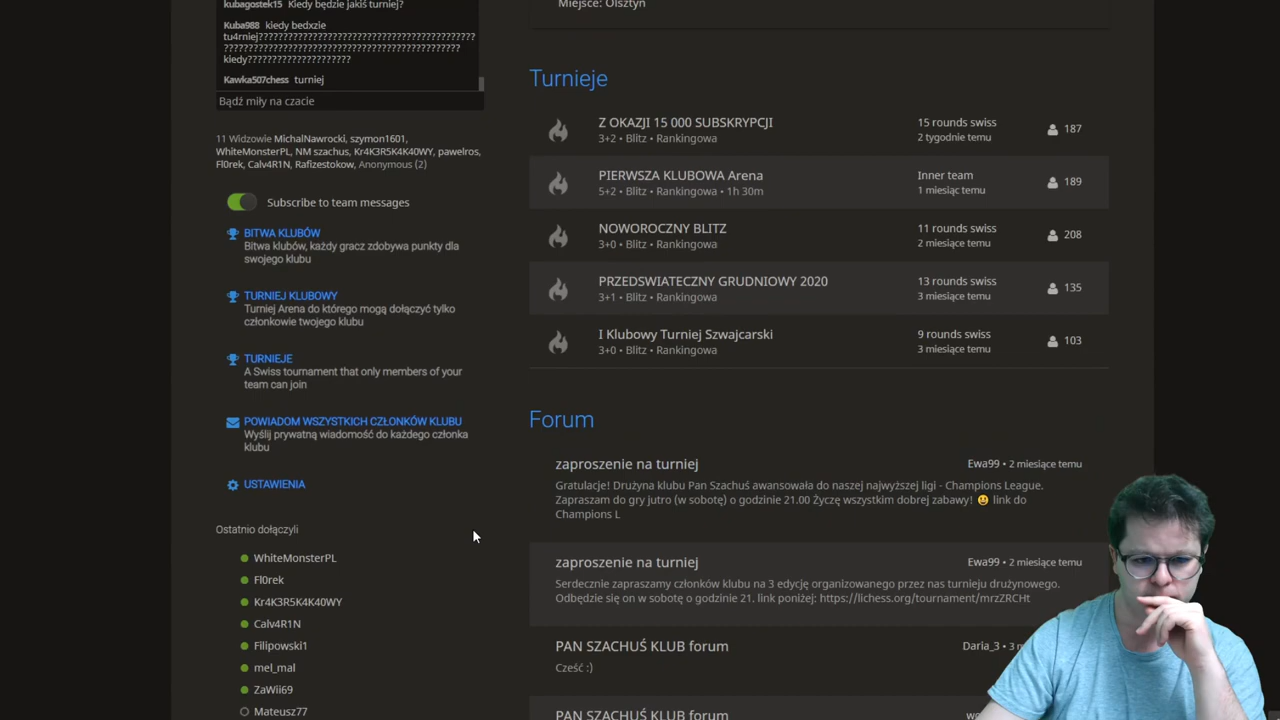 kubagostek15 Kiedy będzie jakiś turniej?
Kuba988 kiedy bedxzie
tu4rniej??????????????????????????????????????????
??????????????????????????????????????????????
kiedy?????????????????????
Kawka507chess turniej
Bądź miły na czacie
11 Widzowie MichalNawrocki, szymon1601,
WhiteMonsterPL, NM szachus, Kr4K3R5K4K40WY, pawelros,
Fl0rek, Calv4R1N, Rafizestokow, Anonymous (2)
Subscribe to team messages
BITWA KLUBÓW
Bitwa klubów, każdy gracz zdobywa punkty dla
swojego klubu
TURNIEJ KLUBOWY
Turniej Arena do którego mogą dołączyć tylko
członkowie twojego klubu
TURNIEJE
A Swiss tournament that only members of your
team can join
POWIADOM WSZYSTKICH CZŁONKÓW KLUBU
Wyślij prywatną wiadomość do każdego członka
klubu
USTAWIENIA
Ostatnio dołączyli
WhiteMonsterPL
Fl0rek
Kr4K3R5K4K40WY
Calv4R1N
Filipowski1
mel_mal
ZaWil69
Mateusz77
Miejsce: Olsztyn
Turnieje
Z OKAZJI 15 000 SUBSKRYPCJI 15 rounds swiss
3+2 • Blitz • Rankingowa 2 tygodnie temu 187
PIERWSZA KLUBOWA Arena Inner team
5+2 • Blitz • Rankingowa • 1h 30m 1 miesiąc temu 189
NOWOROCZNY BLITZ 11 rounds swiss
3+0 • Blitz • Rankingowa 2 miesiące temu 208
PRZEDSWIATECZNY GRUDNIOWY 2020 13 rounds swiss
3+1 • Blitz • Rankingowa 3 miesiące temu 135
I Klubowy Turniej Szwajcarski 9 rounds swiss
3+0 • Blitz • Rankingowa 3 miesiące temu 103
Forum
zaproszenie na turniej Ewa99 • 2 miesiące temu
Gratulacje! Drużyna klubu Pan Szachuś awansowała do naszej najwyższej ligi - Champions League.
Zapraszam do gry jutro (w sobotę) o godzinie 21.00 Życzę wszystkim dobrej zabawy! 😃 link do
Champions L
zaproszenie na turniej Ewa99 • 2 miesiące temu
Serdecznie zapraszamy członków klubu na 3 edycję organizowanego przez nas turnieju drużynowego.
Odbędzie się on w sobotę o godzinie 21. link poniżej: https://lichess.org/tournament/mrzZRCHt
PAN SZACHUŚ KLUB forum Daria_3 • 3
Cześć :)
PAN SZACHUŚ KLUB forum